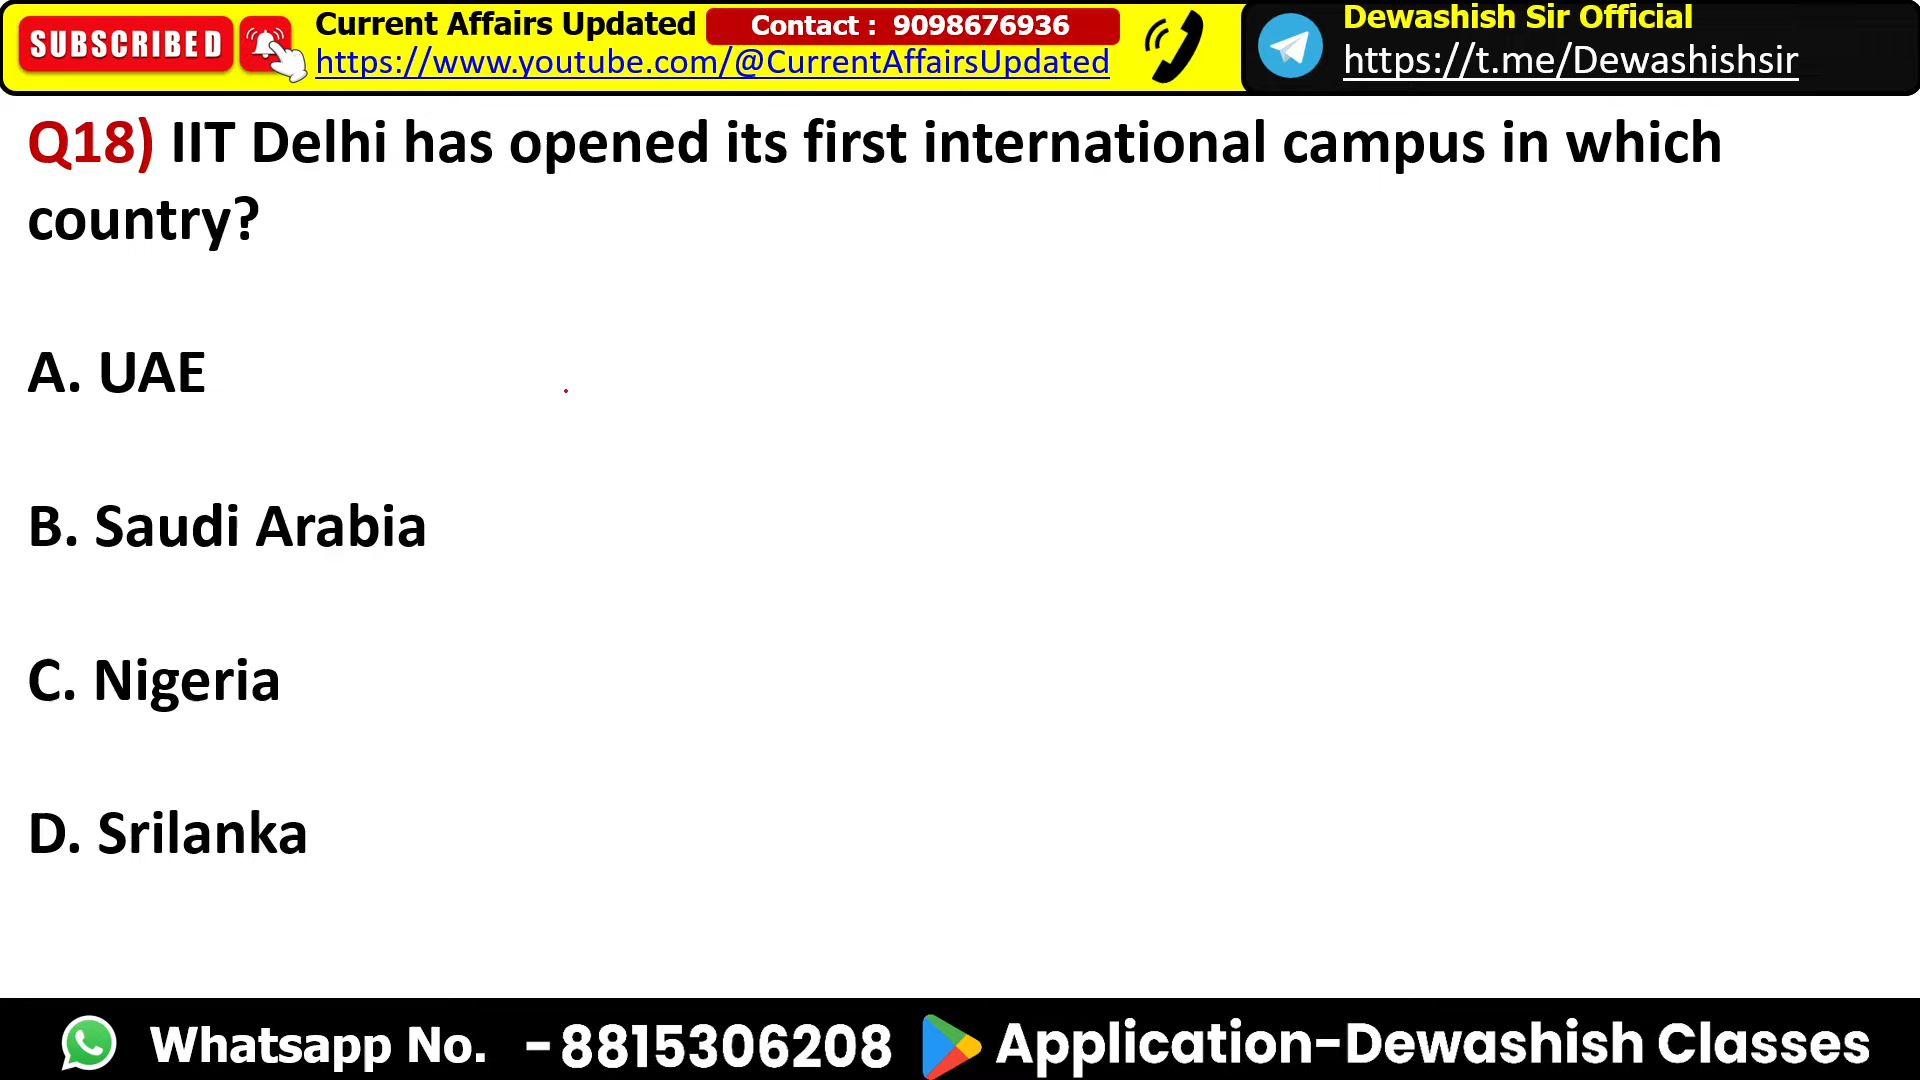 SUBSCRIBED
Current Affairs Updated
Contact : 9098676936
https://www.youtube.com/@CurrentAffairsUpdated
Dewashish Sir Official
https://t.me/Dewashishsir
Q18) IIT Delhi has opened its first international campus in which
country?
A. UAE
B. Saudi Arabia
C. Nigeria
D. Srilanka
Whatsapp No. -8815306208
Application-Dewashish Classes